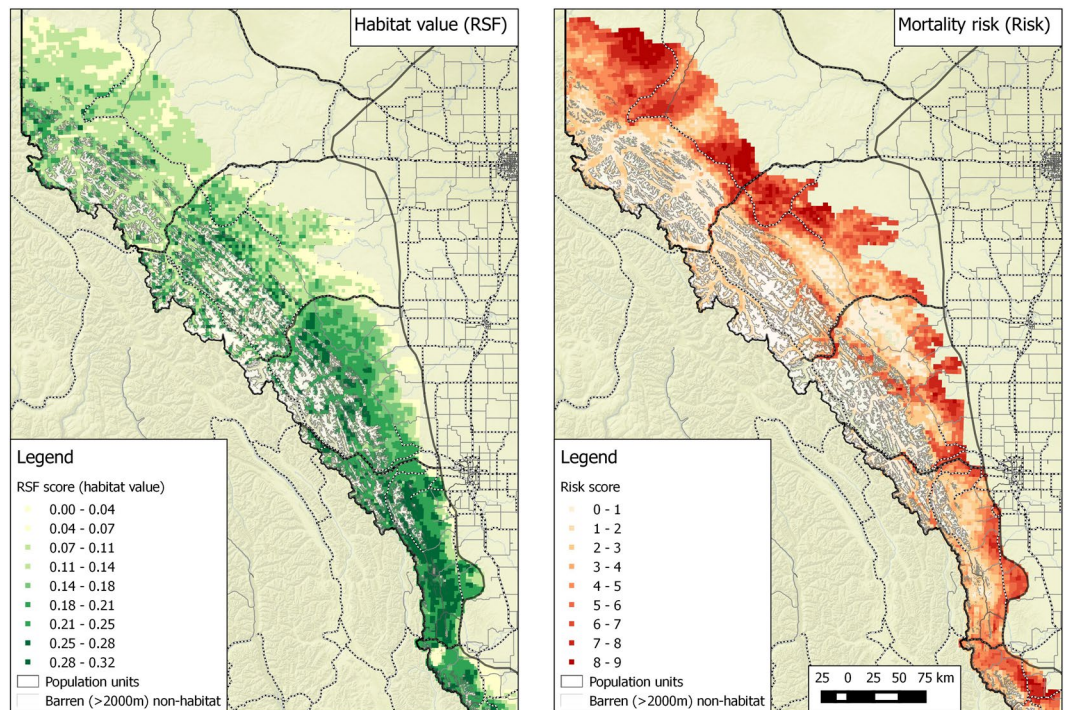 Habitat value (RSF)
Legend
RSF score (habitat value)
0.00 - 0.04
0.04 - 0.07
0.07 - 0.11
0.11 - 0.14
0.14 - 0.18
0.18 - 0.21
0.21 - 0.25
0.25 - 0.28
0.28 - 0.32
Population units
Barren (>2000m) non-habitat
Mortality risk (Risk)
Legend
Risk score
0 - 1
1 - 2
2 - 3
3 - 4
4 - 5
5 - 6
6 - 7
7 - 8
8 - 9
Population units
Barren (>2000m) non-habitat
25 0 25 50 75 km